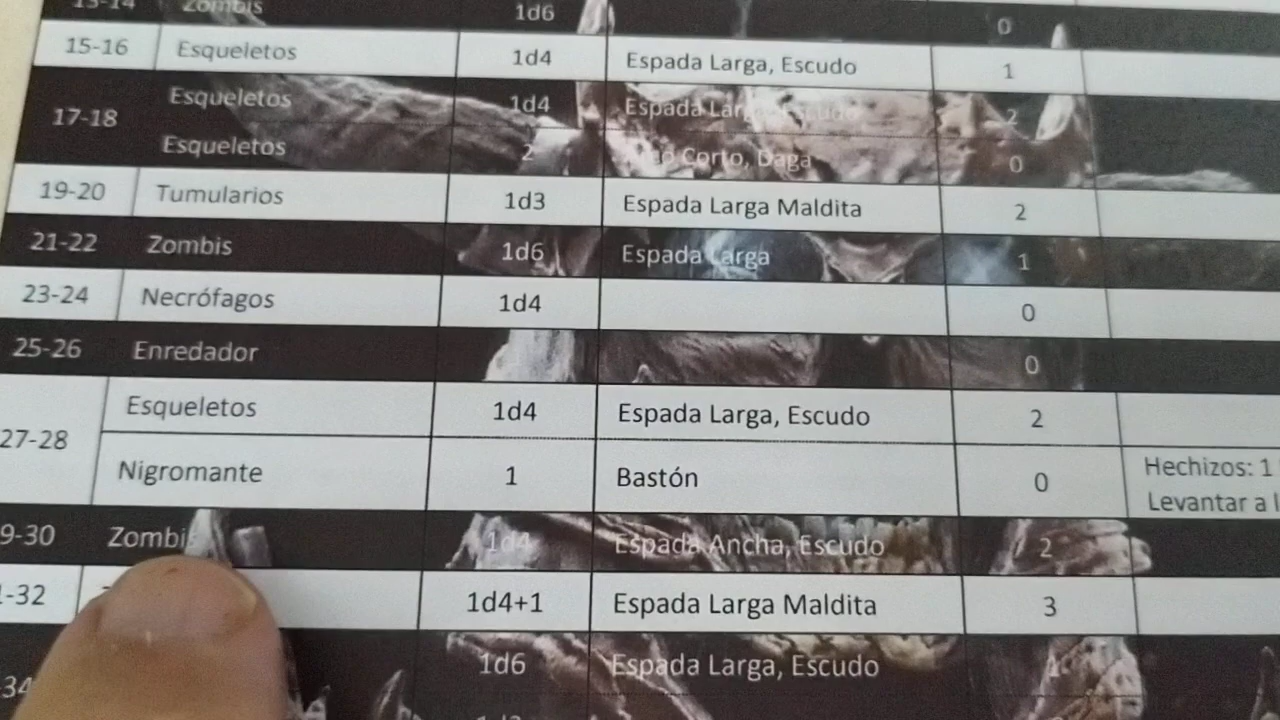 13-14 Zombis 1d6 0
15-16 Esqueletos 1d4 Espada Larga, Escudo 1
17-18 Esqueletos 1d4 Espada Larga, Escudo 2
Esqueletos 2 Corto, Daga 0
19-20 Tumularios 1d3 Espada Larga Maldita 2
21-22 Zombis 1d6 Espada Larga 1
23-24 Necrófagos 1d4 0
25-26 Enredador 0
27-28 Esqueletos 1d4 Espada Larga, Escudo 2
Nigromante 1 Bastón 0 Hechizos: 1
Levantar a l
9-30 Zombi 1d4 Espada Ancha, Escudo 2
-32 1d4+1 Espada Larga Maldita 3
34 1d6 Espada Larga, Escudo